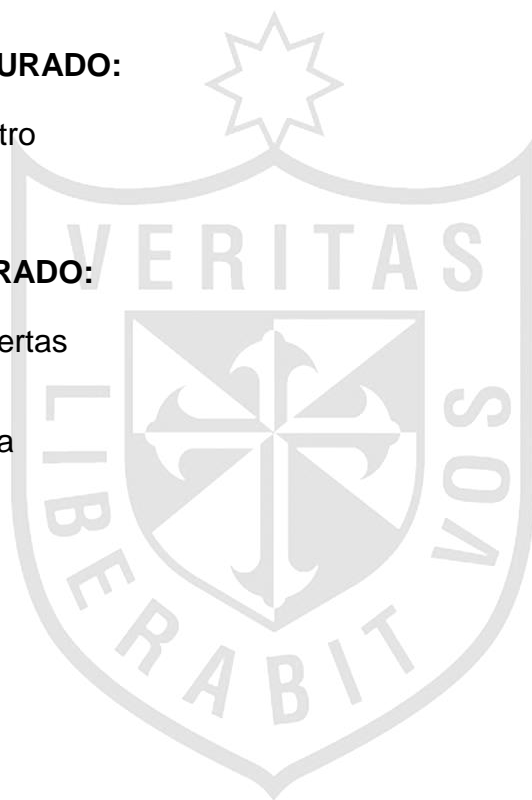 URADO:
tro
RADO:
ertas
a
VERITAS
LIBERABIT VOS